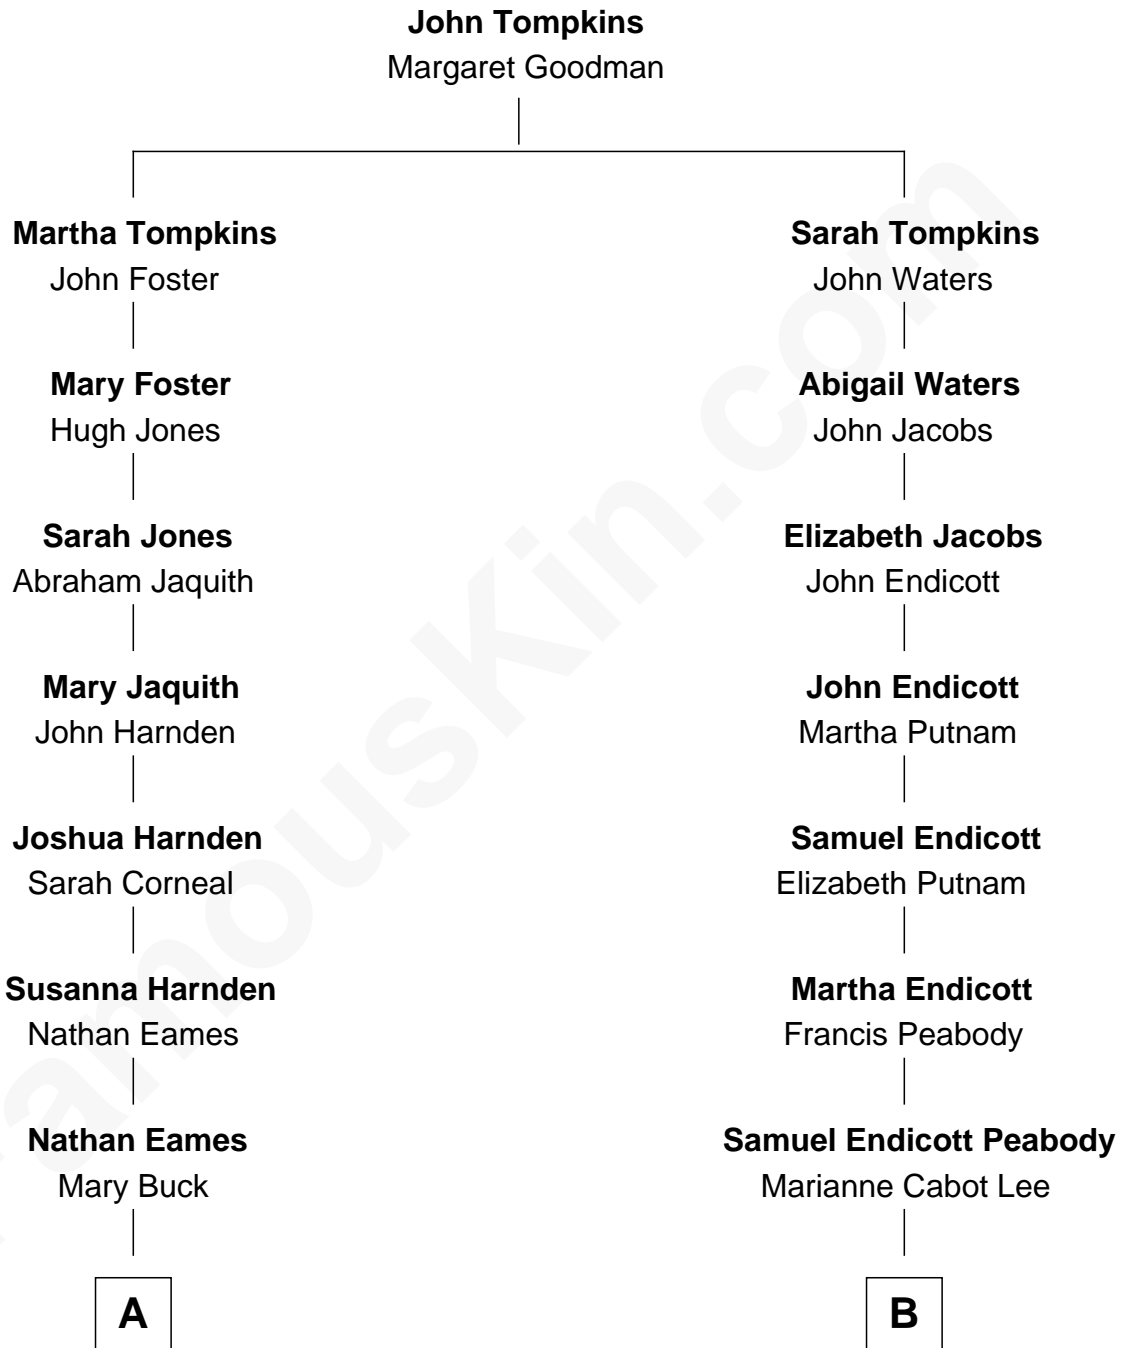 John Tompkins
Margaret Goodman
Martha Tompkins
John Foster
Sarah Tompkins
John Waters
Mary Foster
Hugh Jones
Abigail Waters
John Jacobs
Sarah Jones
Abraham Jaquith
Elizabeth Jacobs
John Endicott
Mary Jaquith
John Harnden
John Endicott
Martha Putnam
Joshua Harnden
Sarah Corneal
Samuel Endicott
Elizabeth Putnam
Susanna Harnden
Nathan Eames
Martha Endicott
Francis Peabody
Nathan Eames
Mary Buck
Samuel Endicott Peabody
Marianne Cabot Lee
A
B
FamousKin.com